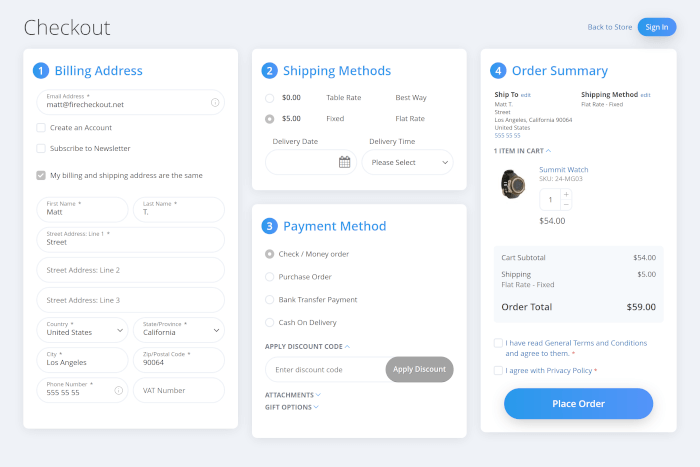 Checkout
Back to Store
Sign In
1 Billing Address
Email Address *
matt@firecheckout.net
Create an Account
Subscribe to Newsletter
My billing and shipping address are the same
First Name *
Matt
Last Name *
T.
Street Address: Line 1 *
Street
Street Address: Line 2
Street Address: Line 3
Country *
United States
State/Province *
California
City *
Los Angeles
Zip/Postal Code *
90064
Phone Number *
555 55 55
VAT Number
2 Shipping Methods
$0.00 Table Rate Best Way
$5.00 Fixed Flat Rate
Delivery Date
Delivery Time
Please Select
3 Payment Method
Check / Money order
Purchase Order
Bank Transfer Payment
Cash On Delivery
APPLY DISCOUNT CODE
Enter discount code
Apply Discount
ATTACHMENTS
GIFT OPTIONS
4 Order Summary
Ship To edit
Matt T.
Street
Los Angeles, California 90064
United States
555 55 55
Shipping Method edit
Flat Rate - Fixed
1 ITEM IN CART
Summit Watch
SKU: 24-MG03
1
+
−
$54.00
Cart Subtotal $54.00
Shipping $5.00
Flat Rate - Fixed
Order Total $59.00
I have read General Terms and Conditions
and agree to them. *
I agree with Privacy Policy *
Place Order